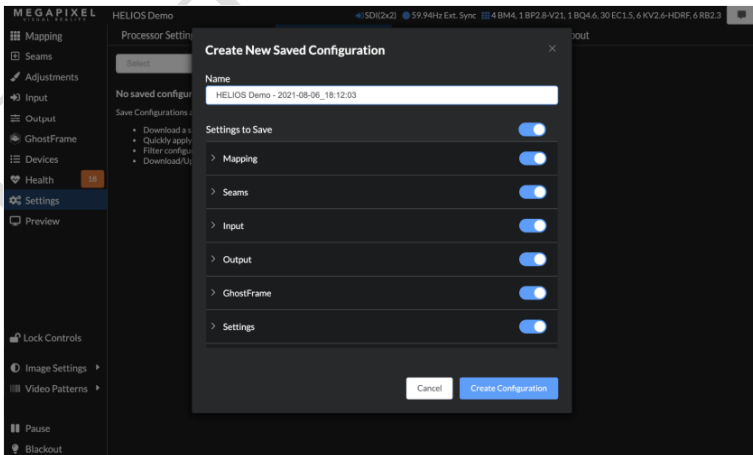 MEGAPIXEL
VISUAL REALITY
HELIOS Demo
SDI(2x2) 59.94Hz Ext. Sync 4 BM4, 1 BP2.8-V21, 1 BQ4.6, 30 EC1.5, 6 KV2.6-HDRF, 6 RB2.3
Mapping
Seams
Adjustments
Input
Output
GhostFrame
Devices
Health 18
Settings
Preview
Lock Controls
Image Settings
Video Patterns
Pause
Blackout
Processor Settin
out
Select
No saved configur
Save Configurations a
Download a s
Quickly apply
Filter configu
Download/Up
Create New Saved Configuration
Name
HELIOS Demo - 2021-08-06_18:12:03
Settings to Save
Mapping
Seams
Input
Output
GhostFrame
Settings
Cancel
Create Configuration